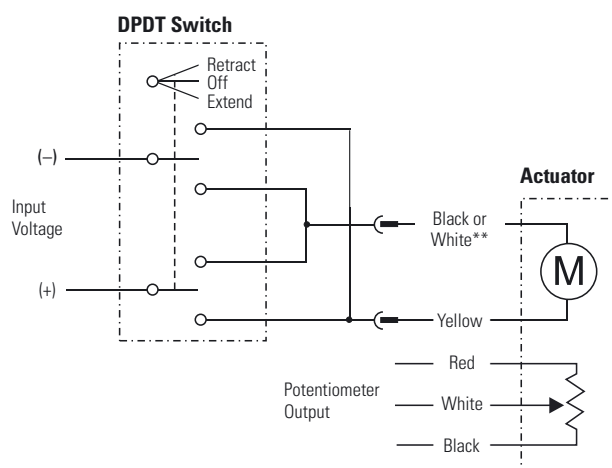 DPDT Switch
Retract
Off
Extend
(–)
Input
Voltage
(+)
Actuator
Black or
White**
M
Yellow
Red
Potentiometer
Output
White
Black